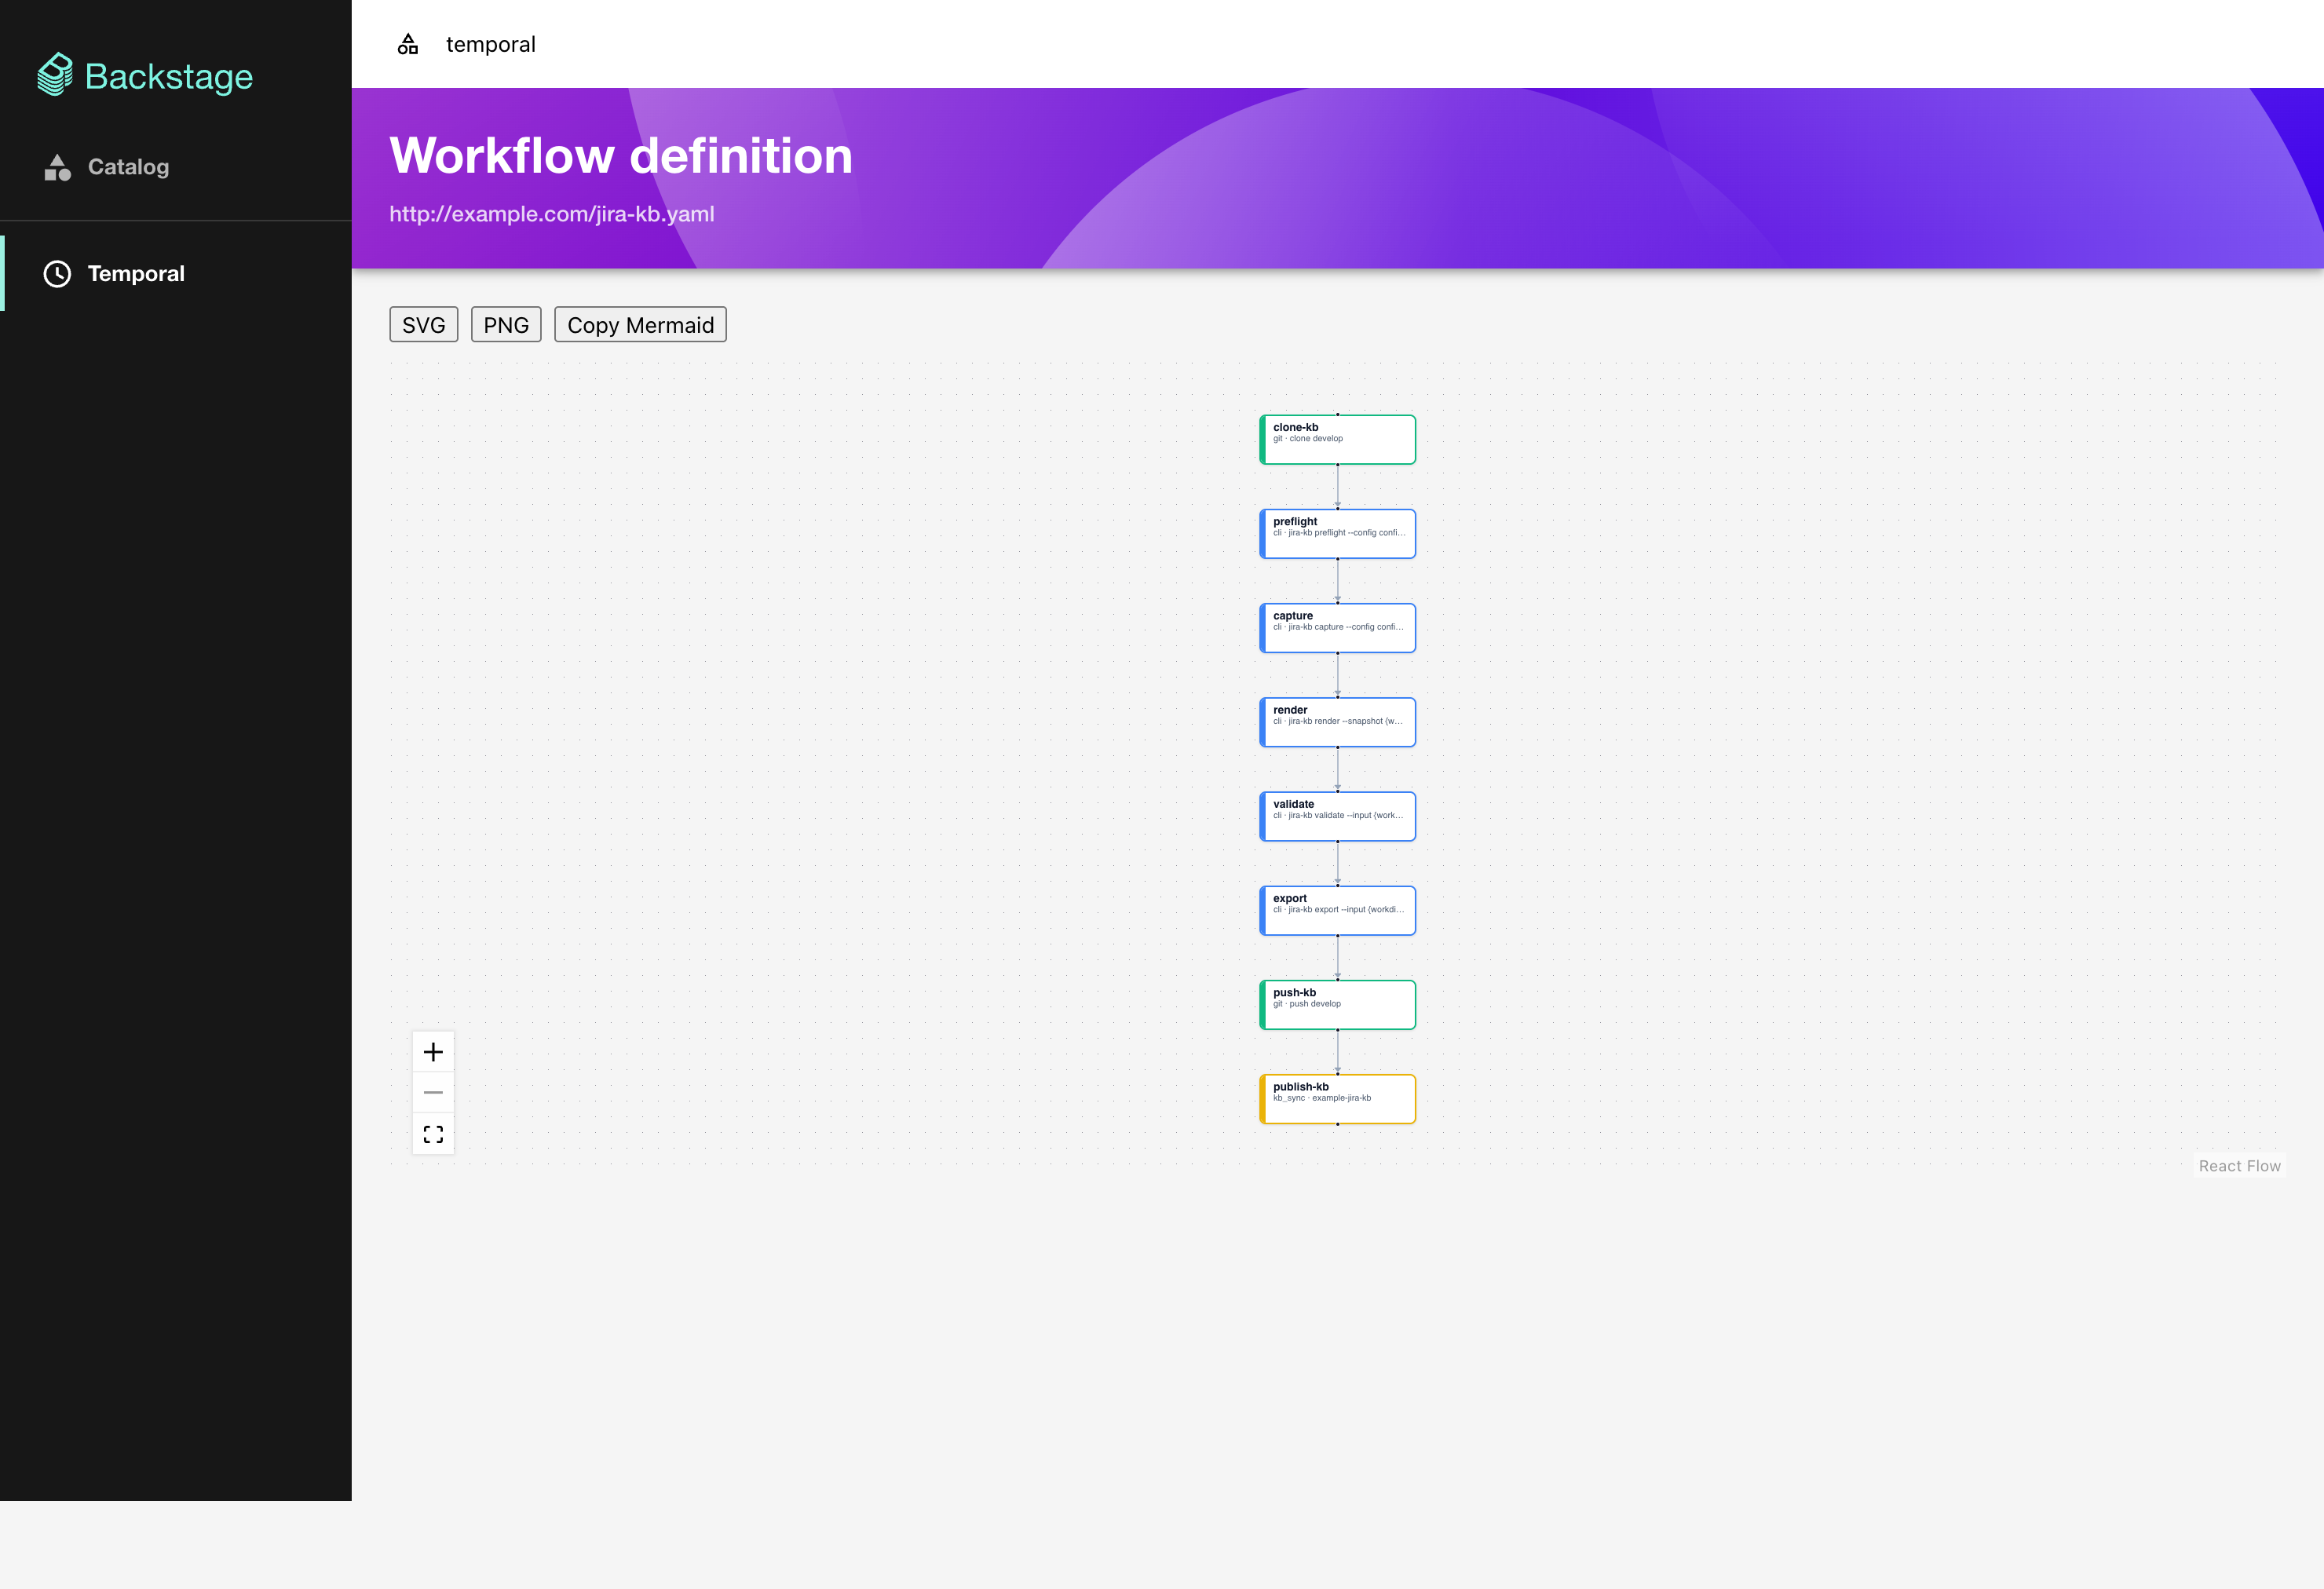 Backstage
Catalog
Temporal
temporal
Workflow definition
http://example.com/jira-kb.yaml
SVG
PNG
Copy Mermaid
clone-kb
git · clone develop
preflight
cli · jira-kb preflight --config confi...
capture
cli · jira-kb capture --config confi...
render
cli · jira-kb render --snapshot (w...
validate
cli · jira-kb validate --input (work...
export
cli · jira-kb export --input (workdi...
push-kb
git · push develop
publish-kb
kb_sync · example-jira-kb
React Flow